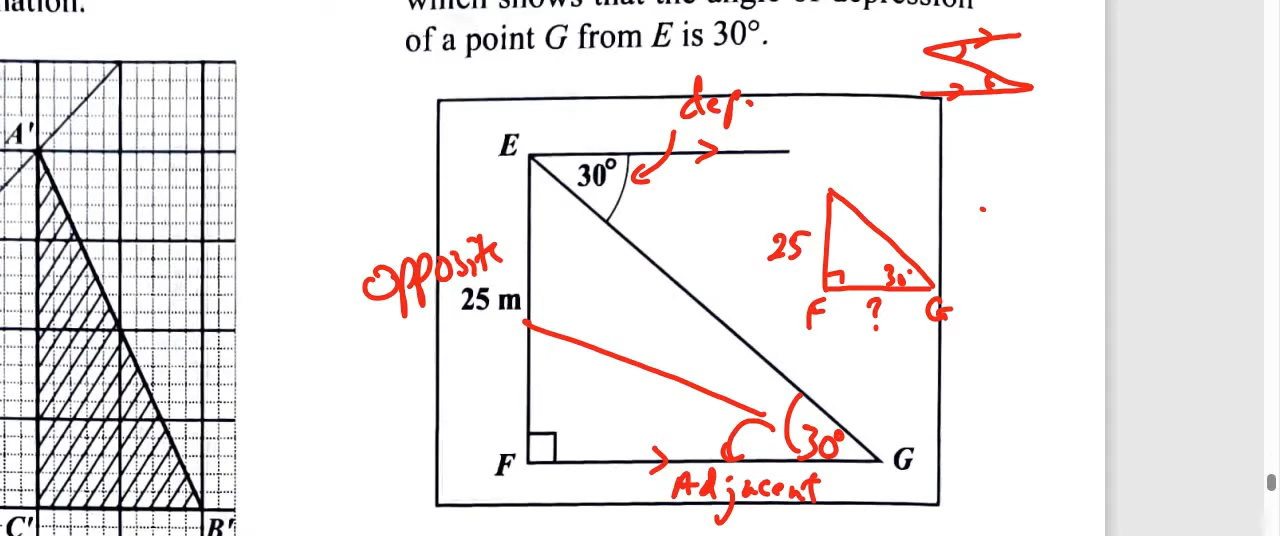 which shows that the angle of depression
of a point G from E is 30°.
dep.
A'
E
30°
opposite
25
25 m
30°
F
?
G
30°
F
G
Adjacent
C'
B'